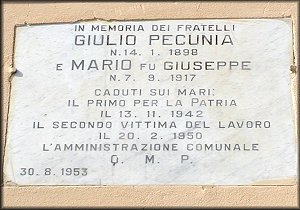 IN MEMORIA DEI FRATELLI
GIULIO PECUNIA
N. 14. 1. 1898
E MARIO FU GIUSEPPE
N. 7. 9. 1917
CADUTI SUI MARI:
IL PRIMO PER LA PATRIA
IL 13. 11. 1942
IL SECONDO VITTIMA DEL LAVORO
IL 20. 2. 1950
L'AMMINISTRAZIONE COMUNALE
Q. M. P.
30. 8. 1953